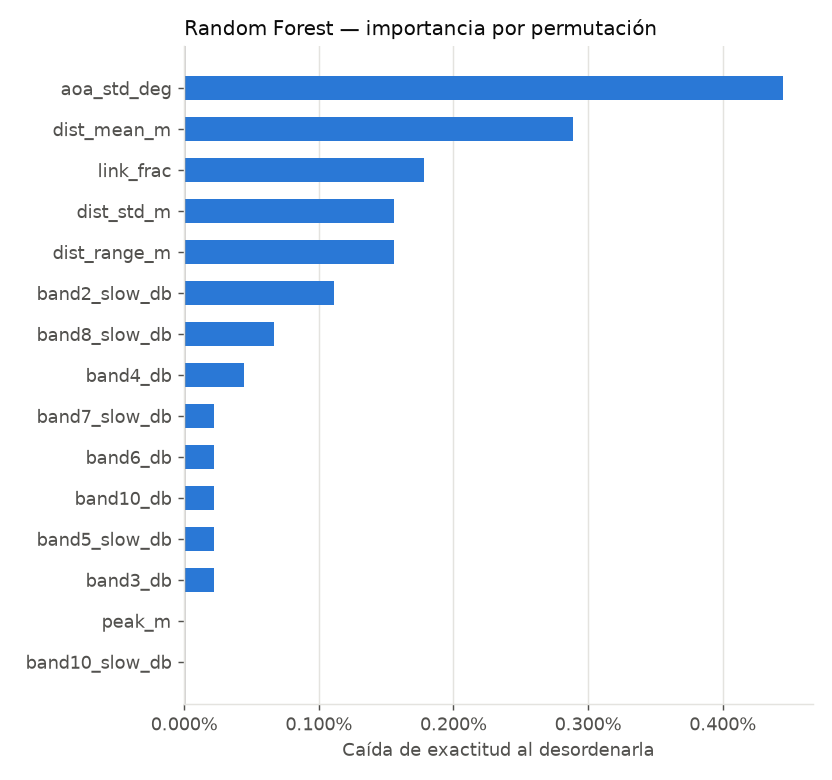 Random Forest — importancia por permutación
aoa_std_deg
dist_mean_m
link_frac
dist_std_m
dist_range_m
band2_slow_db
band8_slow_db
band4_db
band7_slow_db
band6_db
band10_db
band5_slow_db
band3_db
peak_m
band10_slow_db
0.000% 0.100% 0.200% 0.300% 0.400%
Caída de exactitud al desordenarla